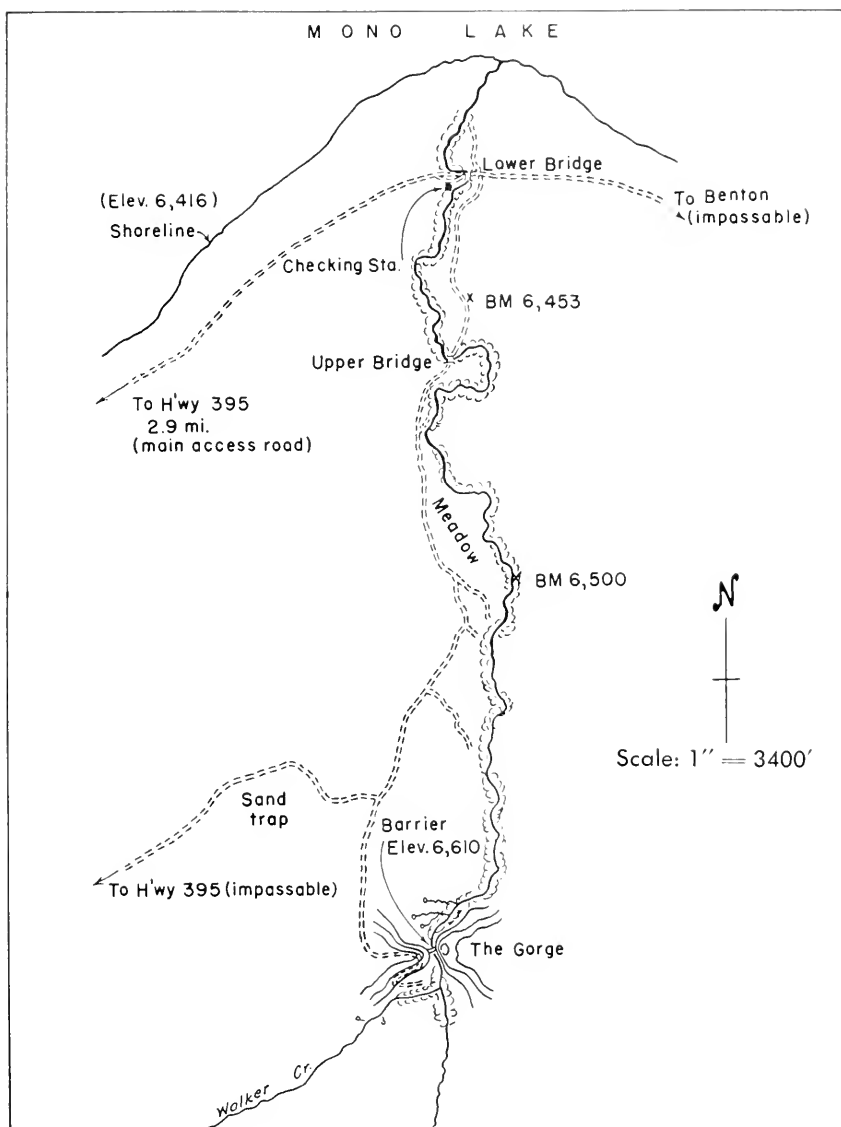 MONO LAKE
Lower Bridge
(Elev. 6,416)
Shoreline
To Benton
(impassable)
Checking Sta.
BM 6,453
Upper Bridge
To H'wy 395
2.9 mi.
(main access road)
Meadow
BM 6,500
N
Scale: 1" = 3400'
Sand
trap
Barrier
Elev. 6,610
To H'wy 395 (impassable)
The Gorge
Walker Cr.